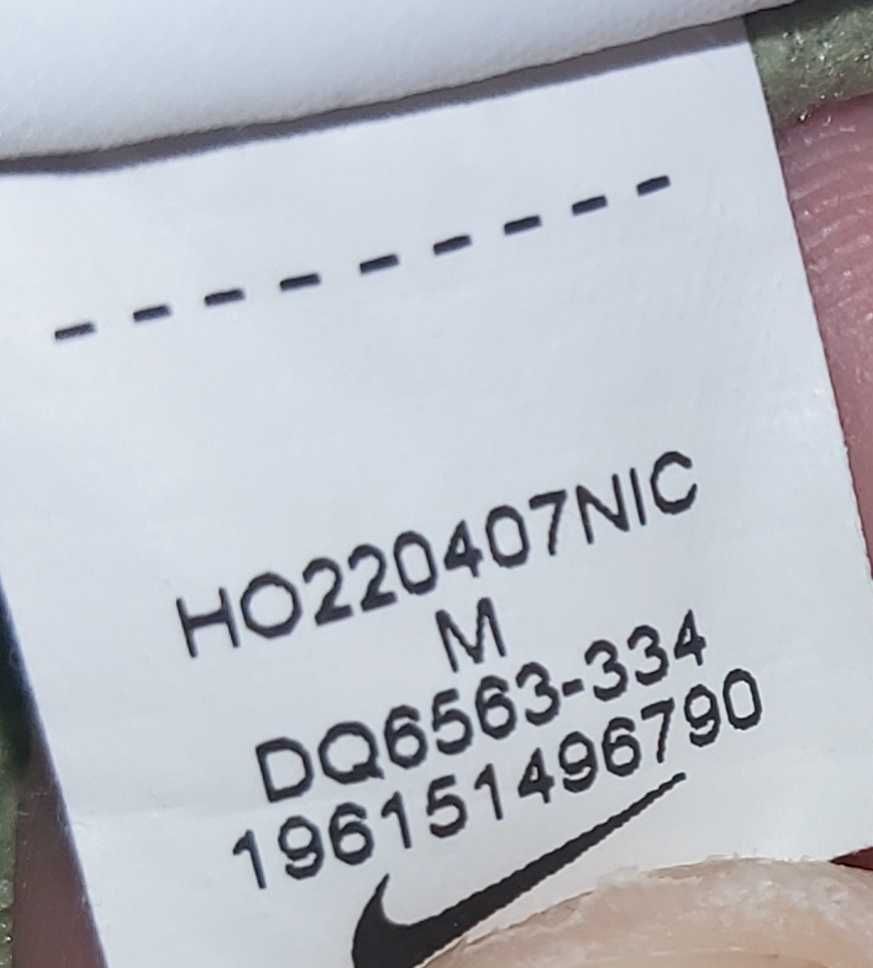 - - - - - - - - -
HO220407NIC
M
DQ6563-334
196151496790